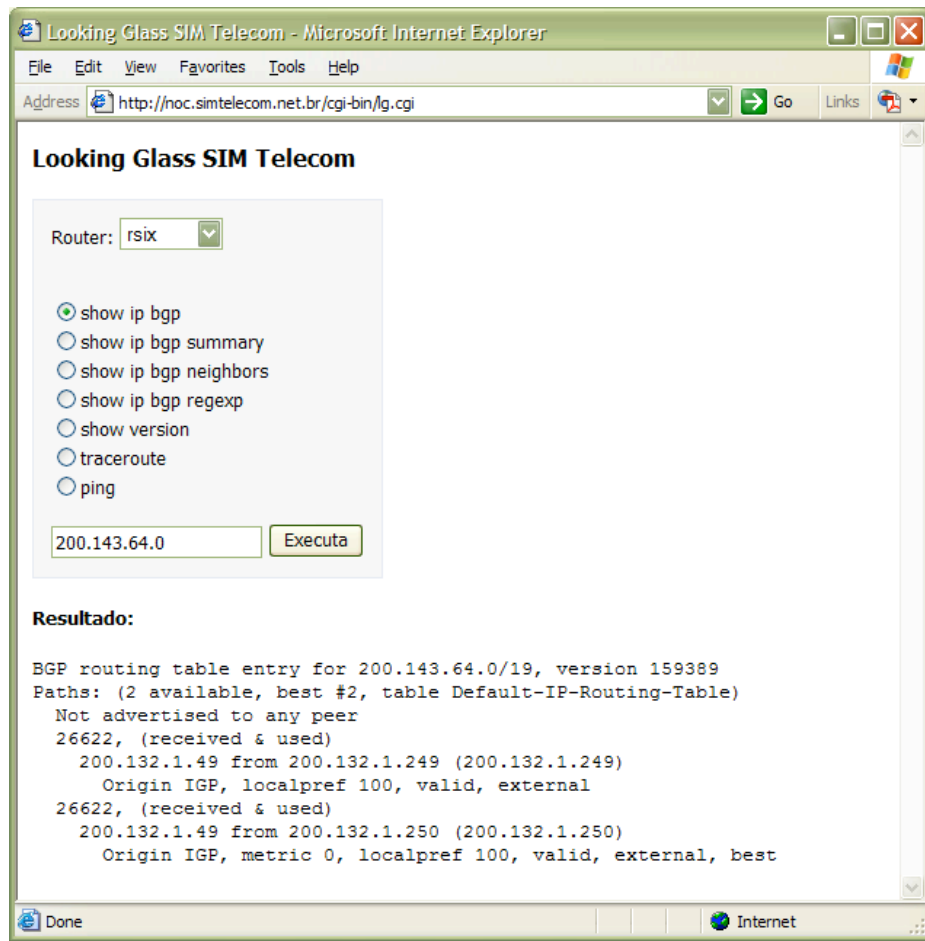 Looking Glass SIM Telecom - Microsoft Internet Explorer
File Edit View Favorites Tools Help
Address http://noc.simtelecom.net.br/cgi-bin/lg.cgi Go Links
Looking Glass SIM Telecom
Router: rsix
show ip bgp
show ip bgp summary
show ip bgp neighbors
show ip bgp regexp
show version
traceroute
ping
200.143.64.0 Executa
Resultado:
BGP routing table entry for 200.143.64.0/19, version 159389
Paths: (2 available, best #2, table Default-IP-Routing-Table)
Not advertised to any peer
26622, (received & used)
200.132.1.49 from 200.132.1.249 (200.132.1.249)
Origin IGP, localpref 100, valid, external
26622, (received & used)
200.132.1.49 from 200.132.1.250 (200.132.1.250)
Origin IGP, metric 0, localpref 100, valid, external, best
Done Internet